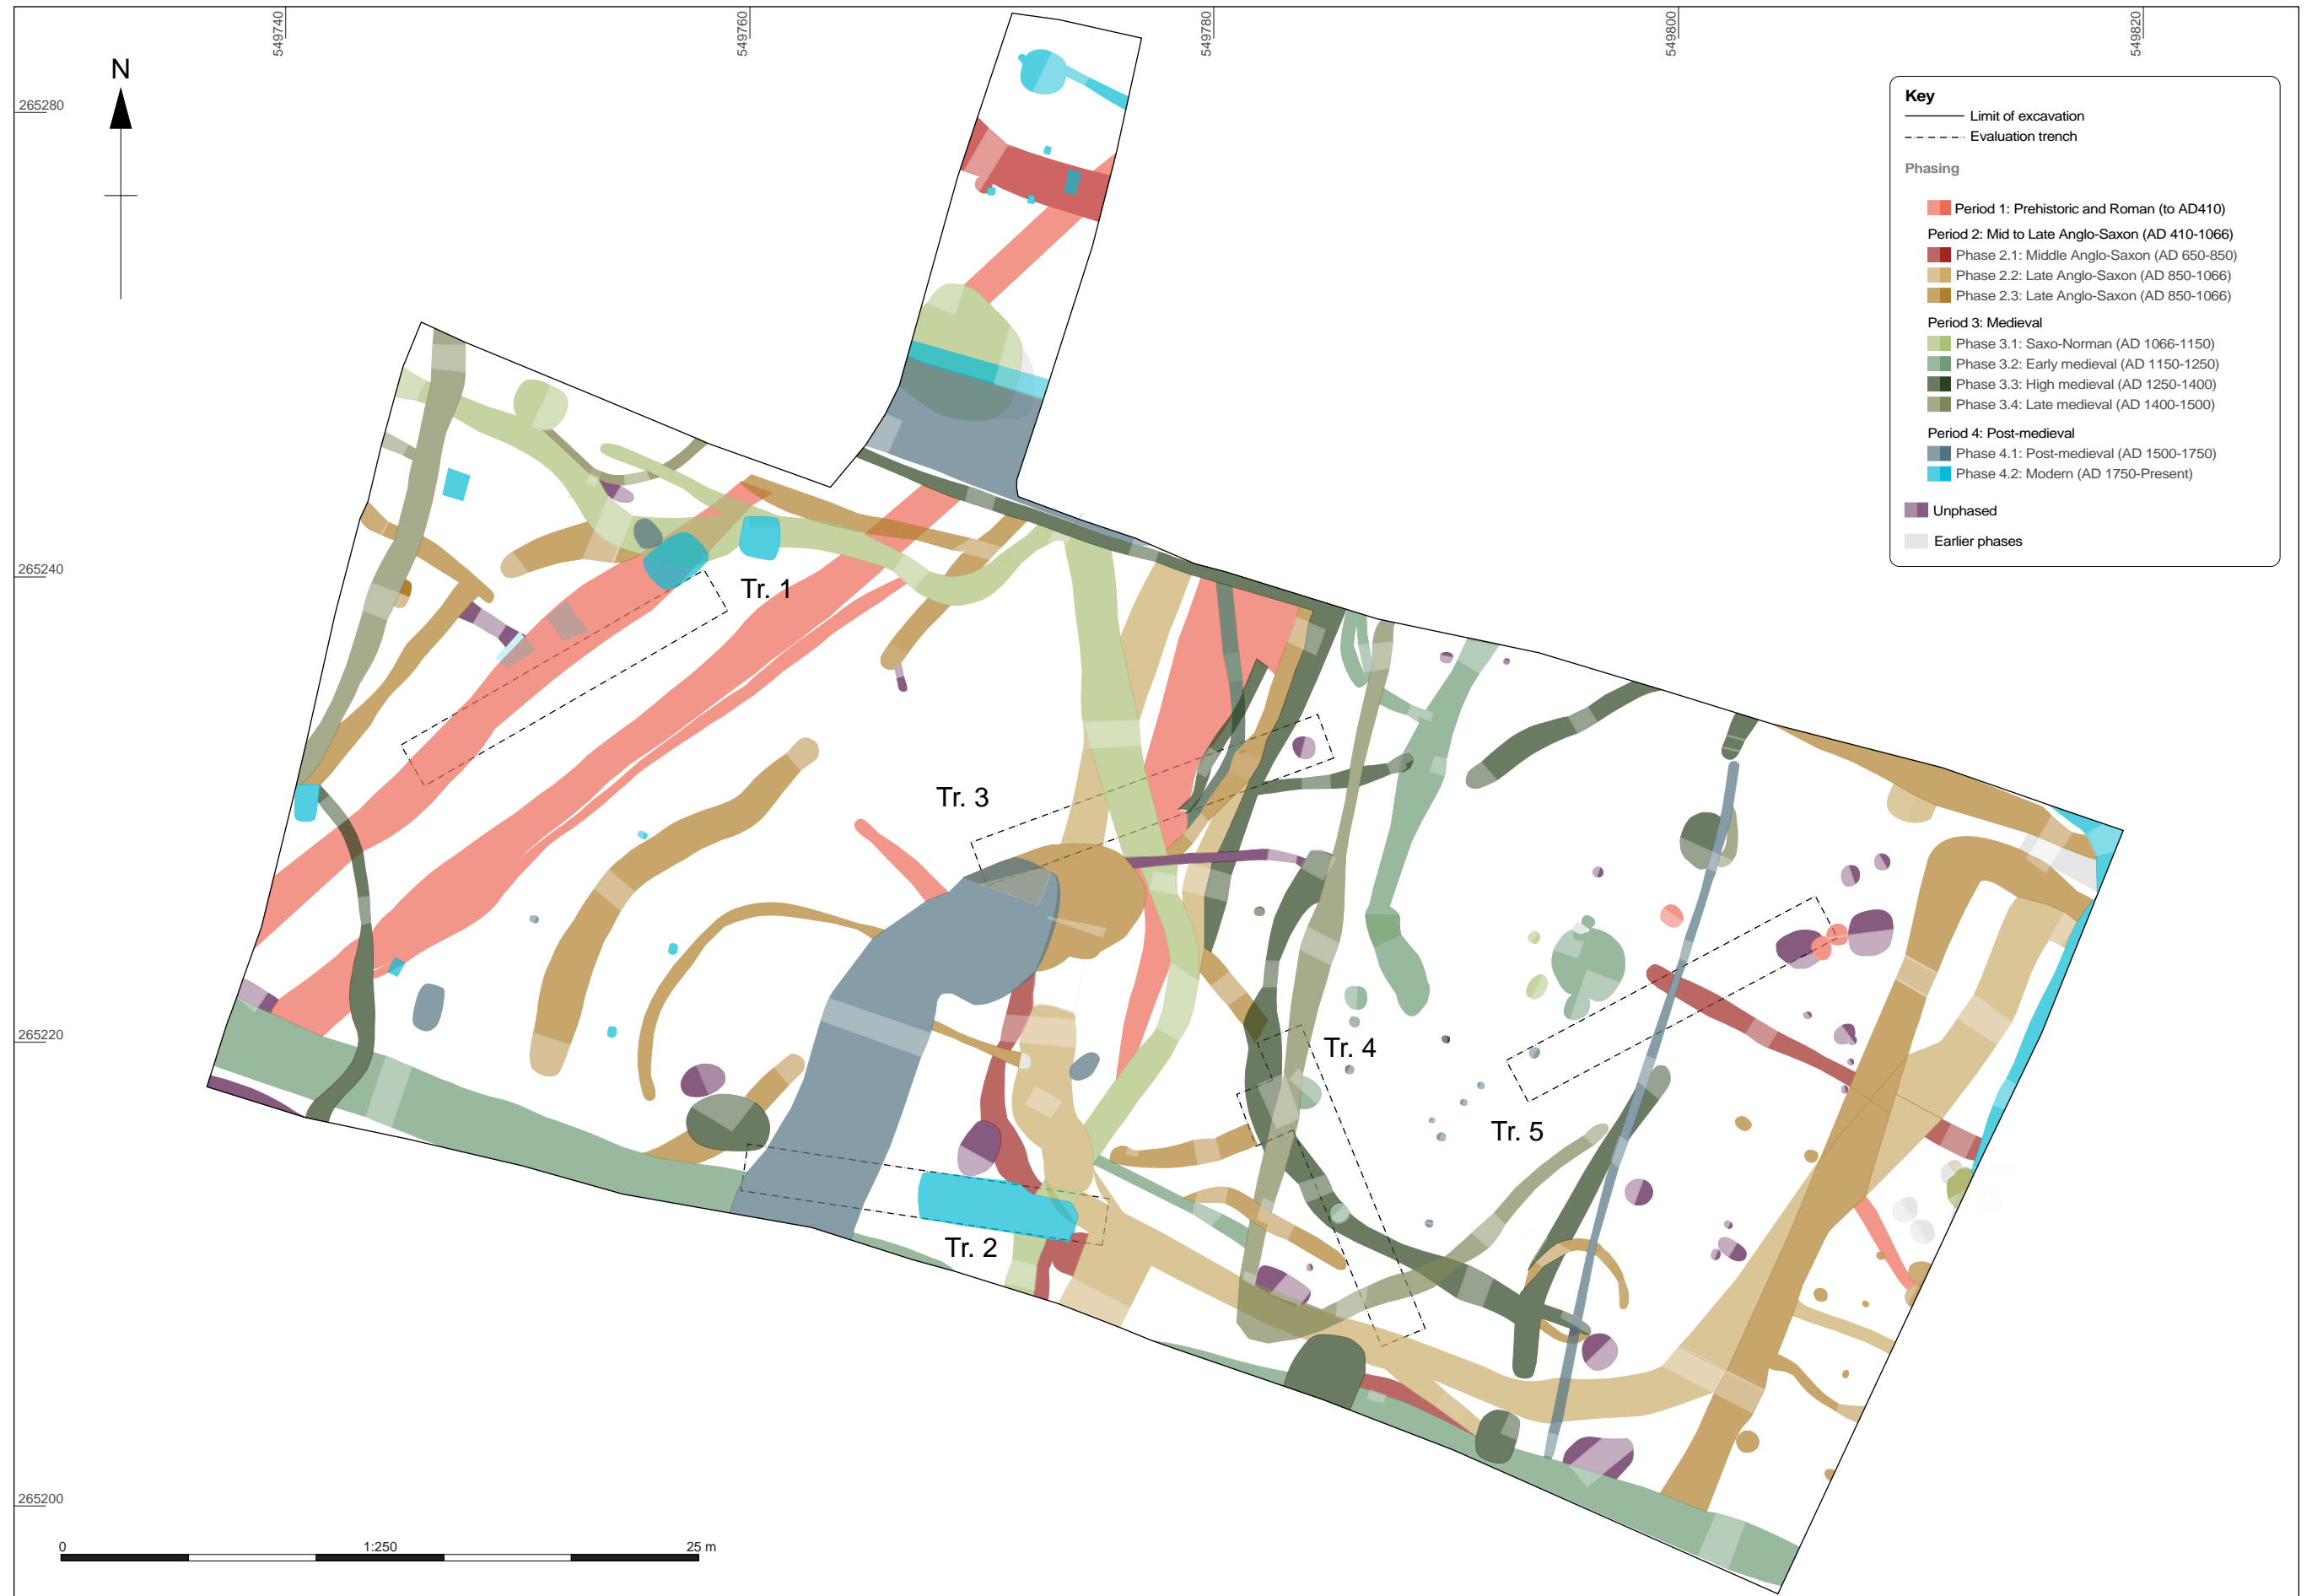 549740
549760
549780
549800
549820
N
265280
265240
265220
265200
Key
Limit of excavation
Evaluation trench
Phasing
Period 1: Prehistoric and Roman (to AD410)
Period 2: Mid to Late Anglo-Saxon (AD 410-1066)
Phase 2.1: Middle Anglo-Saxon (AD 650-850)
Phase 2.2: Late Anglo-Saxon (AD 850-1066)
Phase 2.3: Late Anglo-Saxon (AD 850-1066)
Period 3: Medieval
Phase 3.1: Saxo-Norman (AD 1066-1150)
Phase 3.2: Early medieval (AD 1150-1250)
Phase 3.3: High medieval (AD 1250-1400)
Phase 3.4: Late medieval (AD 1400-1500)
Period 4: Post-medieval
Phase 4.1: Post-medieval (AD 1500-1750)
Phase 4.2: Modern (AD 1750-Present)
Unphased
Earlier phases
Tr. 1
Tr. 3
Tr. 4
Tr. 5
Tr. 2
0 1:250 25 m